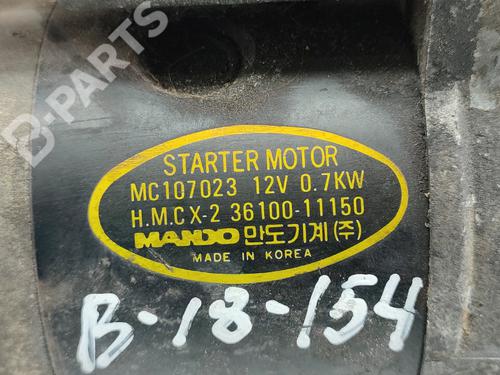 STARTER MOTOR
MC107023 12V 0.7KW
H.M.C X-2 36100-11150
MANDO 만도기계(주)
MADE IN KOREA
B-18-154
B-PARTS
B-PARTS